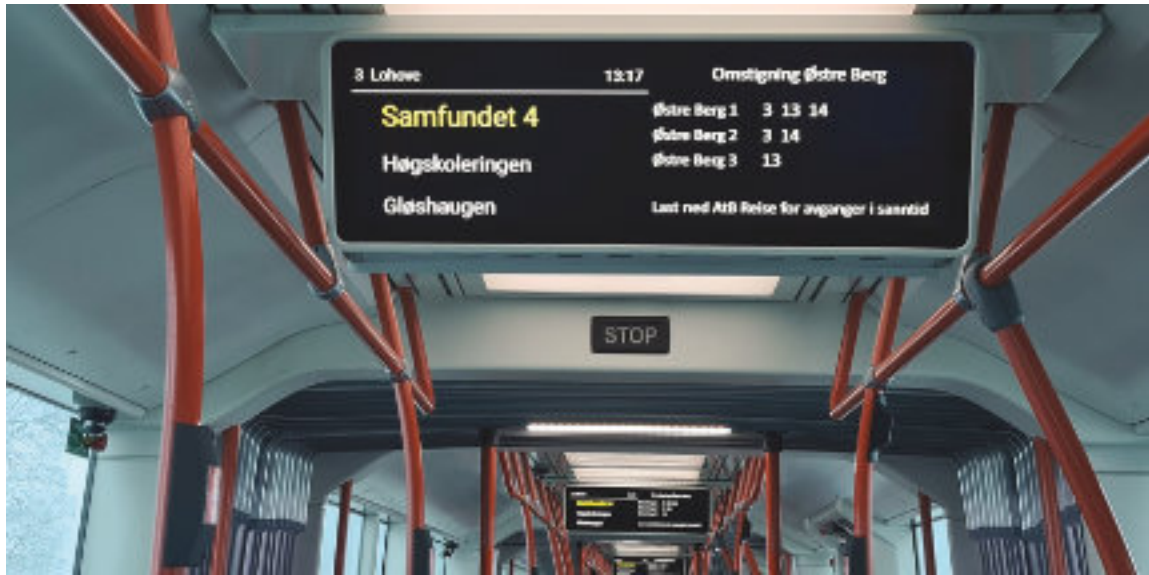 3 Lohove 13:17
Samfundet 4
Høgskoleringen
Gløshaugen
Omstigning Østre Berg
Østre Berg 1 3 13 14
Østre Berg 2 3 14
Østre Berg 3 13
Last ned AtB Reise for avganger i sanntid
STOP